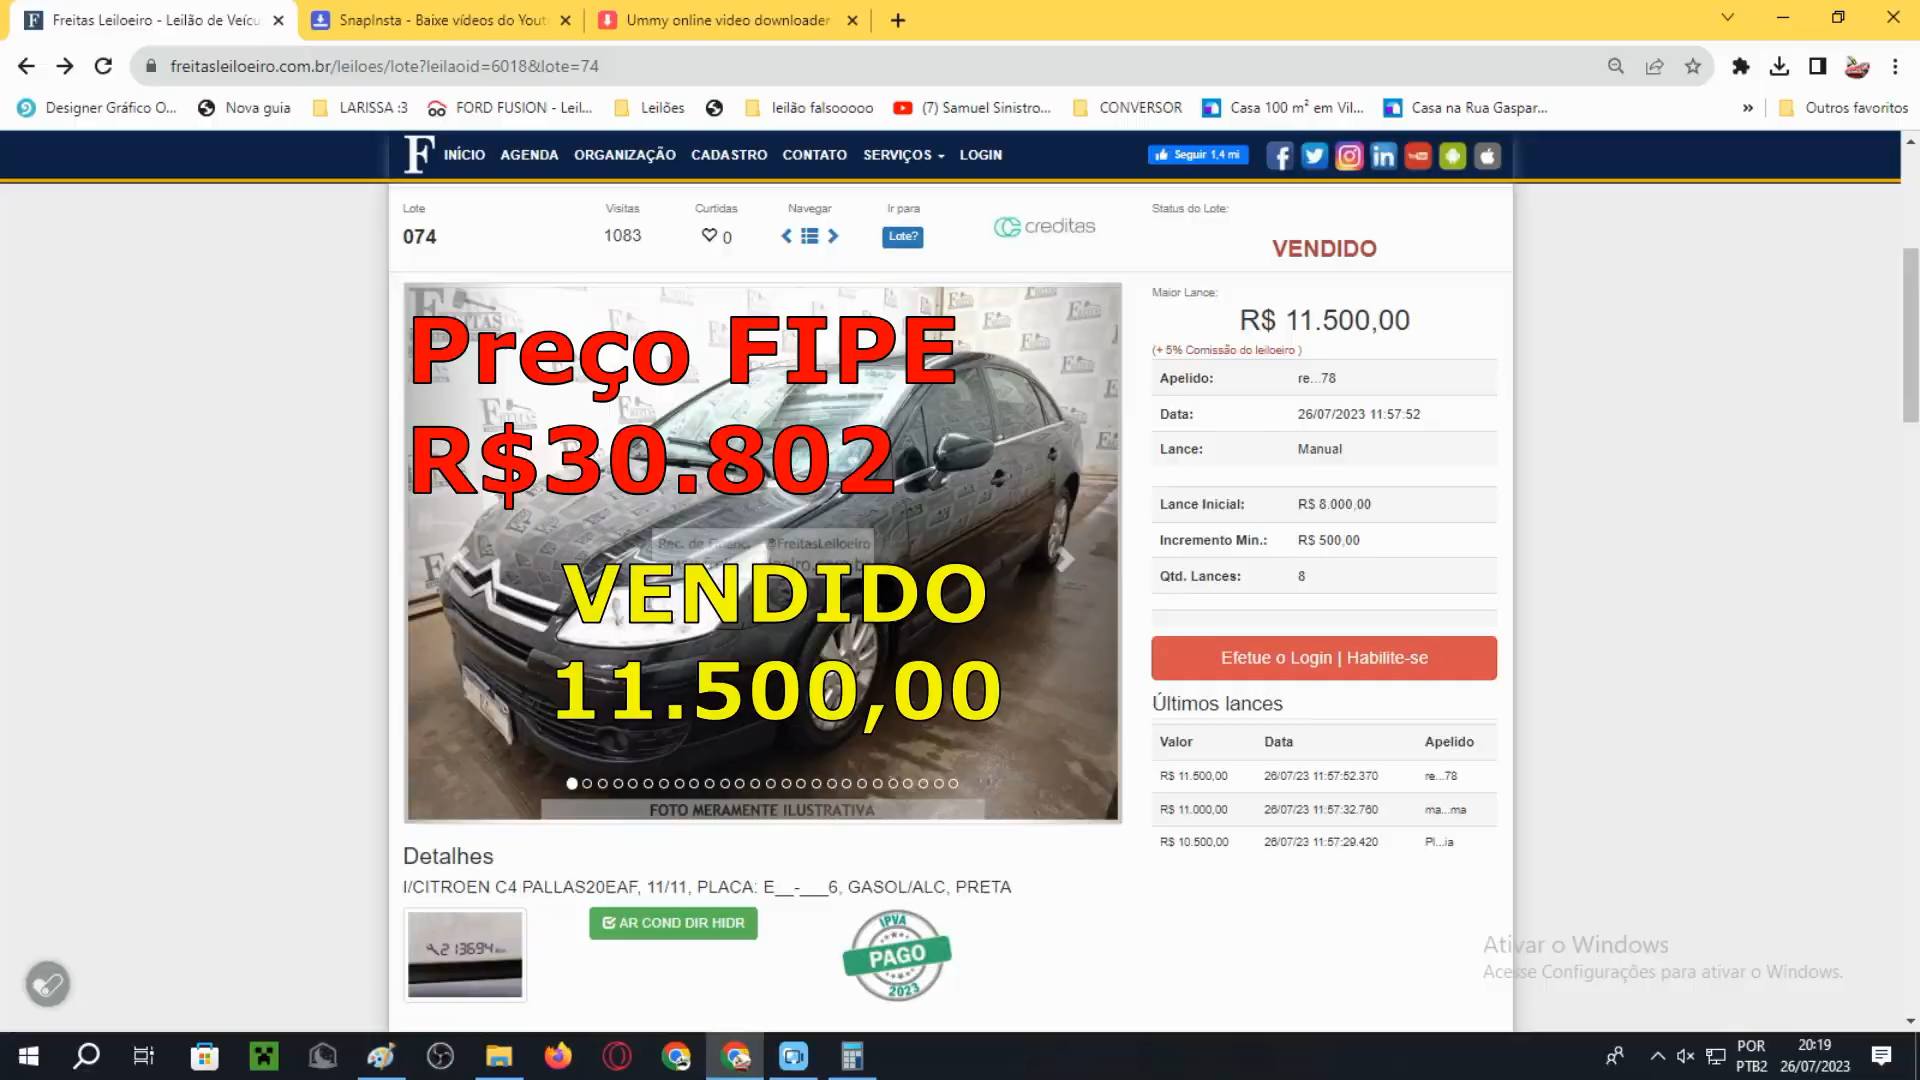 Freitas Leiloeiro - Leilão de Veícu
SnapInsta - Baixe vídeos do Yout
Ummy online video downloader
freitasleiloeiro.com.br/leiloes/lote?leilaoid=6018&lote=74
Designer Gráfico O...
Nova guia
LARISSA :3
FORD FUSION - Leil...
Leilões
leilão falsooooo
(7) Samuel Sinistro...
CONVERSOR
Casa 100 m² em Vil...
Casa na Rua Gaspar...
»
Outros favoritos
F INÍCIO AGENDA ORGANIZAÇÃO CADASTRO CONTATO SERVIÇOS LOGIN
Seguir 1,4 mi
Lote Visitas Curtidas Navegar Ir para
074 1083 0 Lote?
creditas
Status do Lote:
VENDIDO
Preço FIPE
R$30.802
Rec. de Financ. @FreitasLeiloeiro
VENDIDO
11.500,00
FOTO MERAMENTE ILUSTRATIVA
Maior Lance:
R$ 11.500,00
(+ 5% Comissão do leiloeiro )
Apelido: re...78
Data: 26/07/2023 11:57:52
Lance: Manual
Lance Inicial: R$ 8.000,00
Incremento Min.: R$ 500,00
Qtd. Lances: 8
Efetue o Login | Habilite-se
Últimos lances
Valor Data Apelido
R$ 11.500,00 26/07/23 11:57:52.370 re...78
R$ 11.000,00 26/07/23 11:57:32.760 ma...ma
R$ 10.500,00 26/07/23 11:57:29.420 Pl...ia
Detalhes
I/CITROEN C4 PALLAS20EAF, 11/11, PLACA: E__-___6, GASOL/ALC, PRETA
213694 km
AR COND DIR HIDR
IPVA
PAGO
2023
Ativar o Windows
Acesse Configurações para ativar o Windows.
POR
PTB2
20:19
26/07/2023